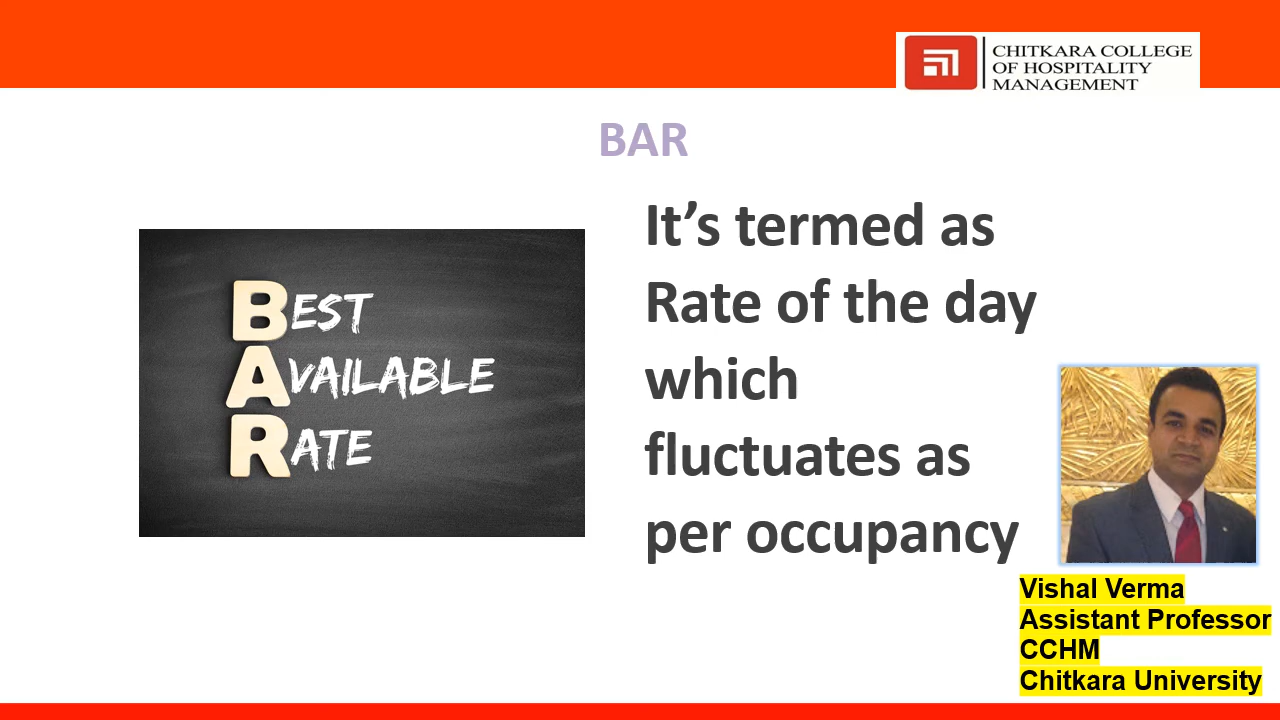 CHITKARA COLLEGE
OF HOSPITALITY
MANAGEMENT
BAR
BEST
AVAILABLE
RATE
It’s termed as
Rate of the day
which
fluctuates as
per occupancy
Vishal Verma
Assistant Professor
CCHM
Chitkara University